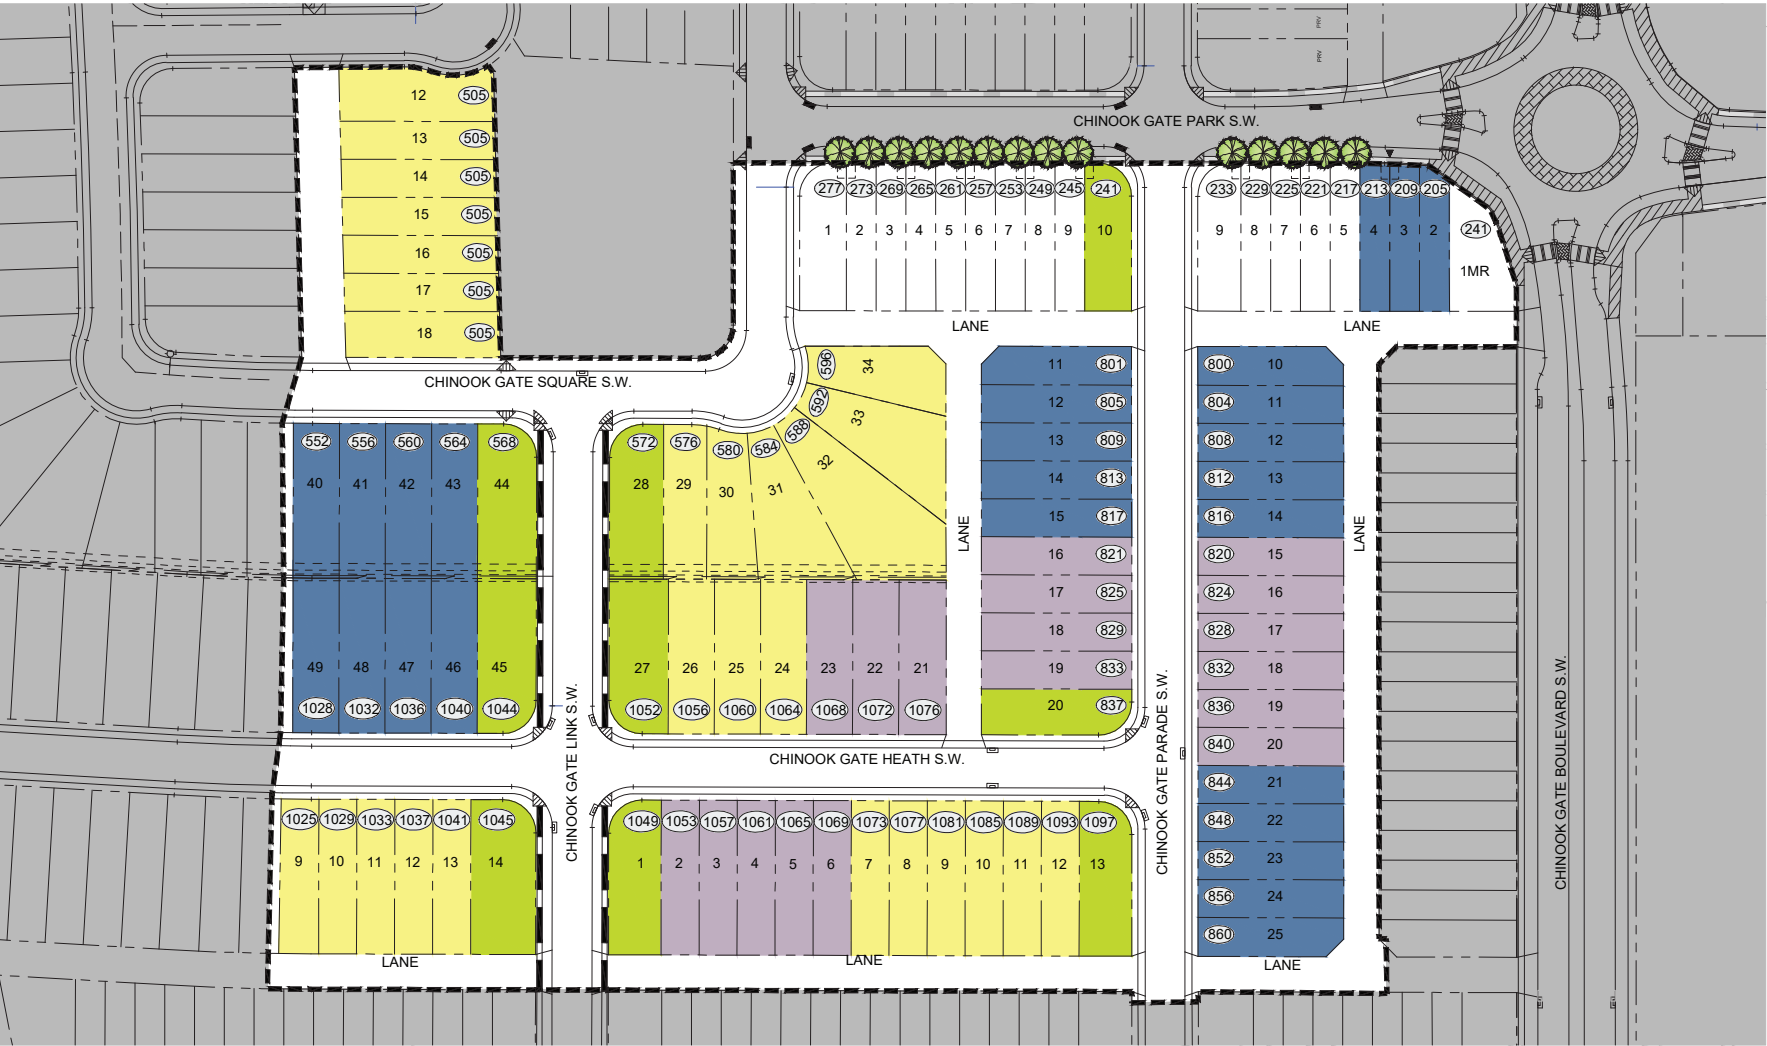 PRV
PRV
CHINOOK GATE PARK S.W.
12 505
13 505
14 505
15 505
16 505
17 505
18 505
277 273 269 265 261 257 253 249 245 241
1 2 3 4 5 6 7 8 9 10
233 229 225 221 217 213 209 205
9 8 7 6 5 4 3 2
241
1MR
LANE
LANE
CHINOOK GATE SQUARE S.W.
552 556 560 564 568
40 41 42 43 44
572 576 580 584 588 592 596
28 29 30 31 32 33 34
11 801
12 805
13 809
14 813
15 817
16 821
17 825
18 829
19 833
20 837
LANE
800 10
804 11
808 12
812 13
816 14
820 15
824 16
828 17
832 18
836 19
840 20
844 21
848 22
852 23
856 24
860 25
LANE
49 48 47 46 45
1028 1032 1036 1040 1044
27 26 25 24 23 22 21
1052 1056 1060 1064 1068 1072 1076
CHINOOK GATE LINK S.W.
CHINOOK GATE HEATH S.W.
CHINOOK GATE PARADE S.W.
CHINOOK GATE BOULEVARD S.W.
1025 1029 1033 1037 1041 1045
9 10 11 12 13 14
1049 1053 1057 1061 1065 1069 1073 1077 1081 1085 1089 1093 1097
1 2 3 4 5 6 7 8 9 10 11 12 13
LANE
LANE
LANE